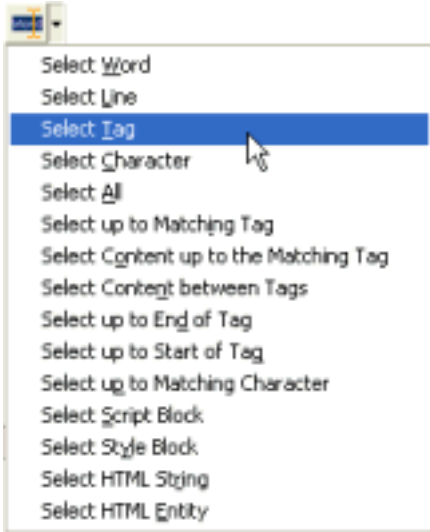 Word
Select Word
Select Line
Select Tag
Select Character
Select All
Select up to Matching Tag
Select Content up to the Matching Tag
Select Content between Tags
Select up to End of Tag
Select up to Start of Tag
Select up to Matching Character
Select Script Block
Select Style Block
Select HTML String
Select HTML Entity